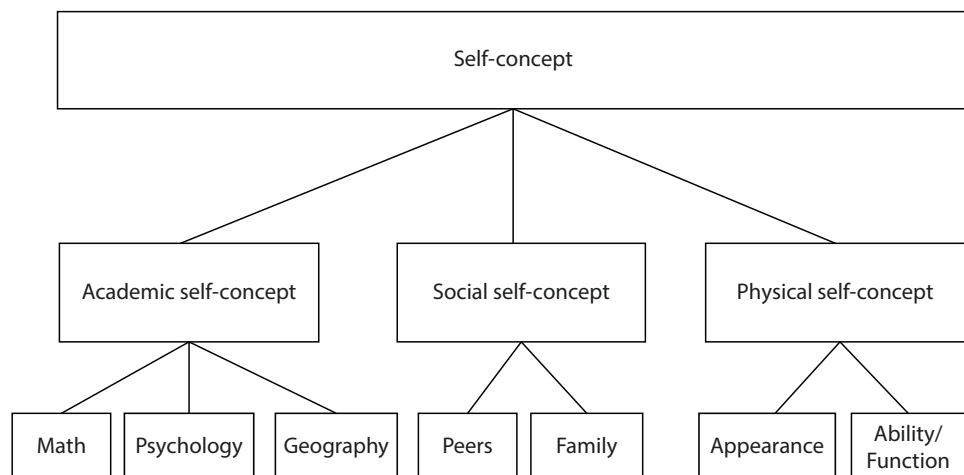 Self-concept
Academic self-concept
Social self-concept
Physical self-concept
Math
Psychology
Geography
Peers
Family
Appearance
Ability/
Function